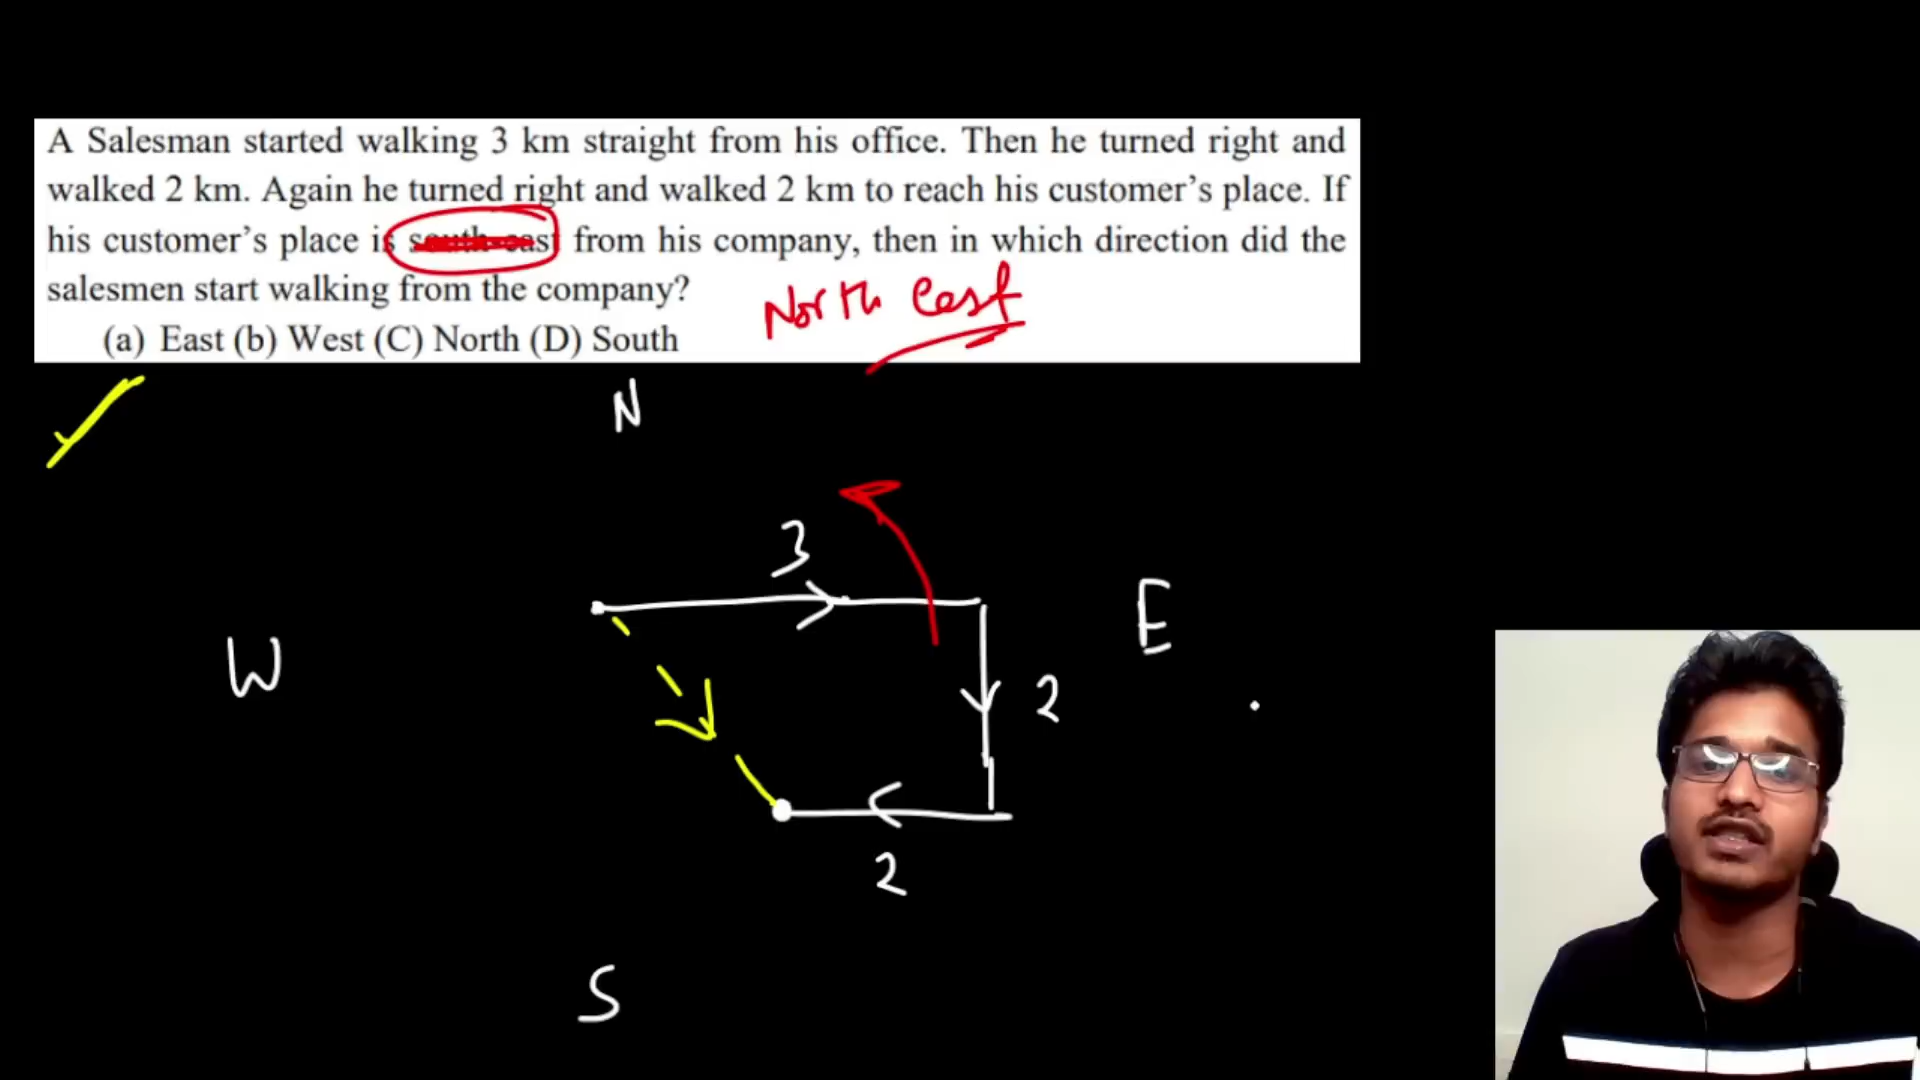 A Salesman started walking 3 km straight from his office. Then he turned right and
walked 2 km. Again he turned right and walked 2 km to reach his customer's place. If
his customer's place is south-east from his company, then in which direction did the
salesmen start walking from the company?
North East
(a) East (b) West (C) North (D) South
N
3
E
W
2
2
S